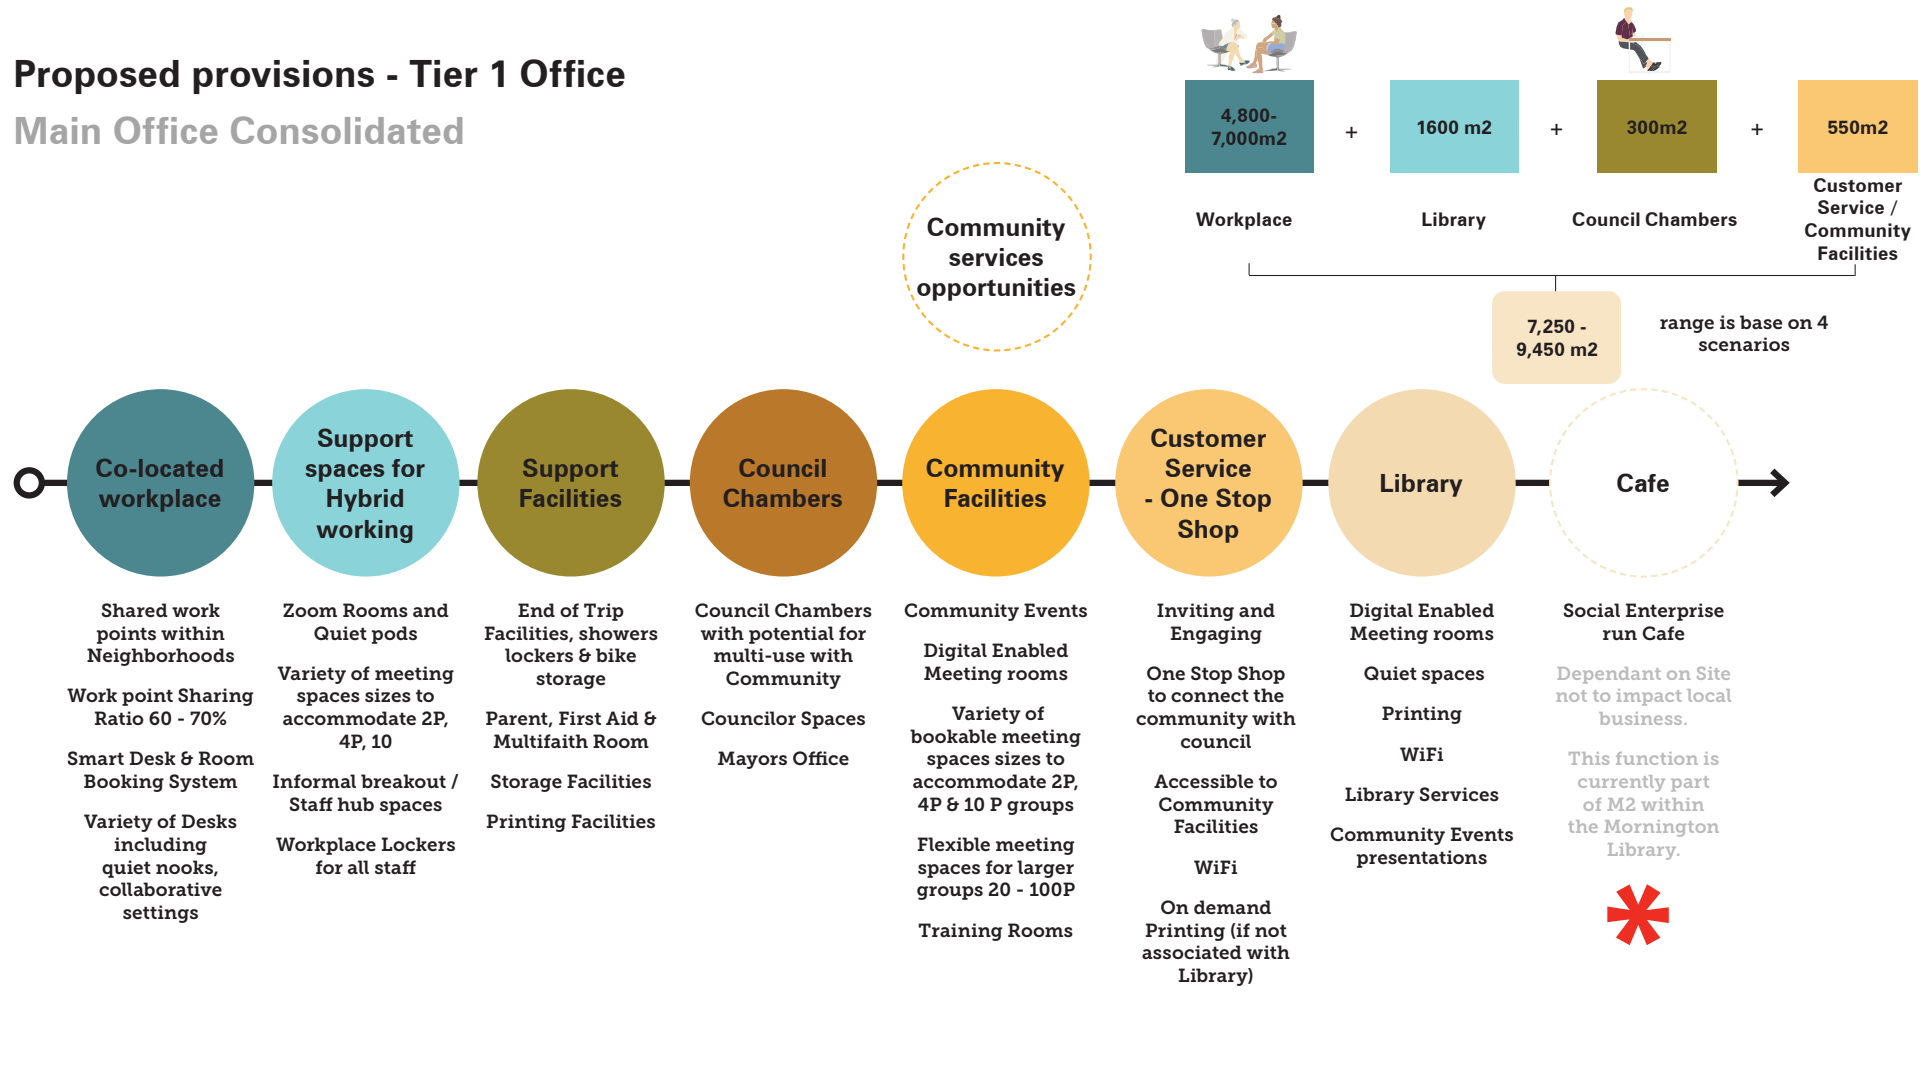 Proposed provisions - Tier 1 Office
Main Office Consolidated
4,800-
7,000m2
+
1600 m2
+
300m2
+
550m2
Workplace
Library
Council Chambers
Customer
Service /
Community
Facilities
7,250 -
9,450 m2
range is base on 4
scenarios
Community
services
opportunities
Co-located
workplace
Support
spaces for
Hybrid
working
Support
Facilities
Council
Chambers
Community
Facilities
Customer
Service
- One Stop
Shop
Library
Cafe
Shared work
points within
Neighborhoods
Work point Sharing
Ratio 60 - 70%
Smart Desk & Room
Booking System
Variety of Desks
including
quiet nooks,
collaborative
settings
Zoom Rooms and
Quiet pods
Variety of meeting
spaces sizes to
accommodate 2P,
4P, 10
Informal breakout /
Staff hub spaces
Workplace Lockers
for all staff
End of Trip
Facilities, showers
lockers & bike
storage
Parent, First Aid &
Multifaith Room
Storage Facilities
Printing Facilities
Council Chambers
with potential for
multi-use with
Community
Councilor Spaces
Mayors Office
Community Events
Digital Enabled
Meeting rooms
Variety of
bookable meeting
spaces sizes to
accommodate 2P,
4P & 10 P groups
Flexible meeting
spaces for larger
groups 20 - 100P
Training Rooms
Inviting and
Engaging
One Stop Shop
to connect the
community with
council
Accessible to
Community
Facilities
WiFi
On demand
Printing (if not
associated with
Library)
Digital Enabled
Meeting rooms
Quiet spaces
Printing
WiFi
Library Services
Community Events
presentations
Social Enterprise
run Cafe
Dependant on Site
not to impact local
business.
This function is
currently part
of M2 within
the Mornington
Library.